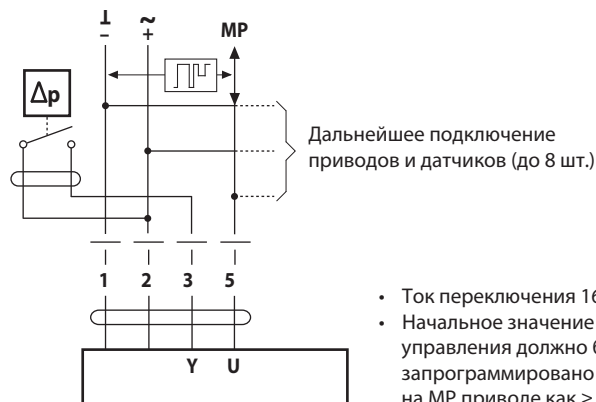 ⊥ ~ MP
– +
Δp
Дальнейшее подключение
приводов и датчиков (до 8 шт.)
1 2 3 5
Y U
• Ток переключения 16
• Начальное значение
управления должно
запрограммировано
на MP приводе как ≥